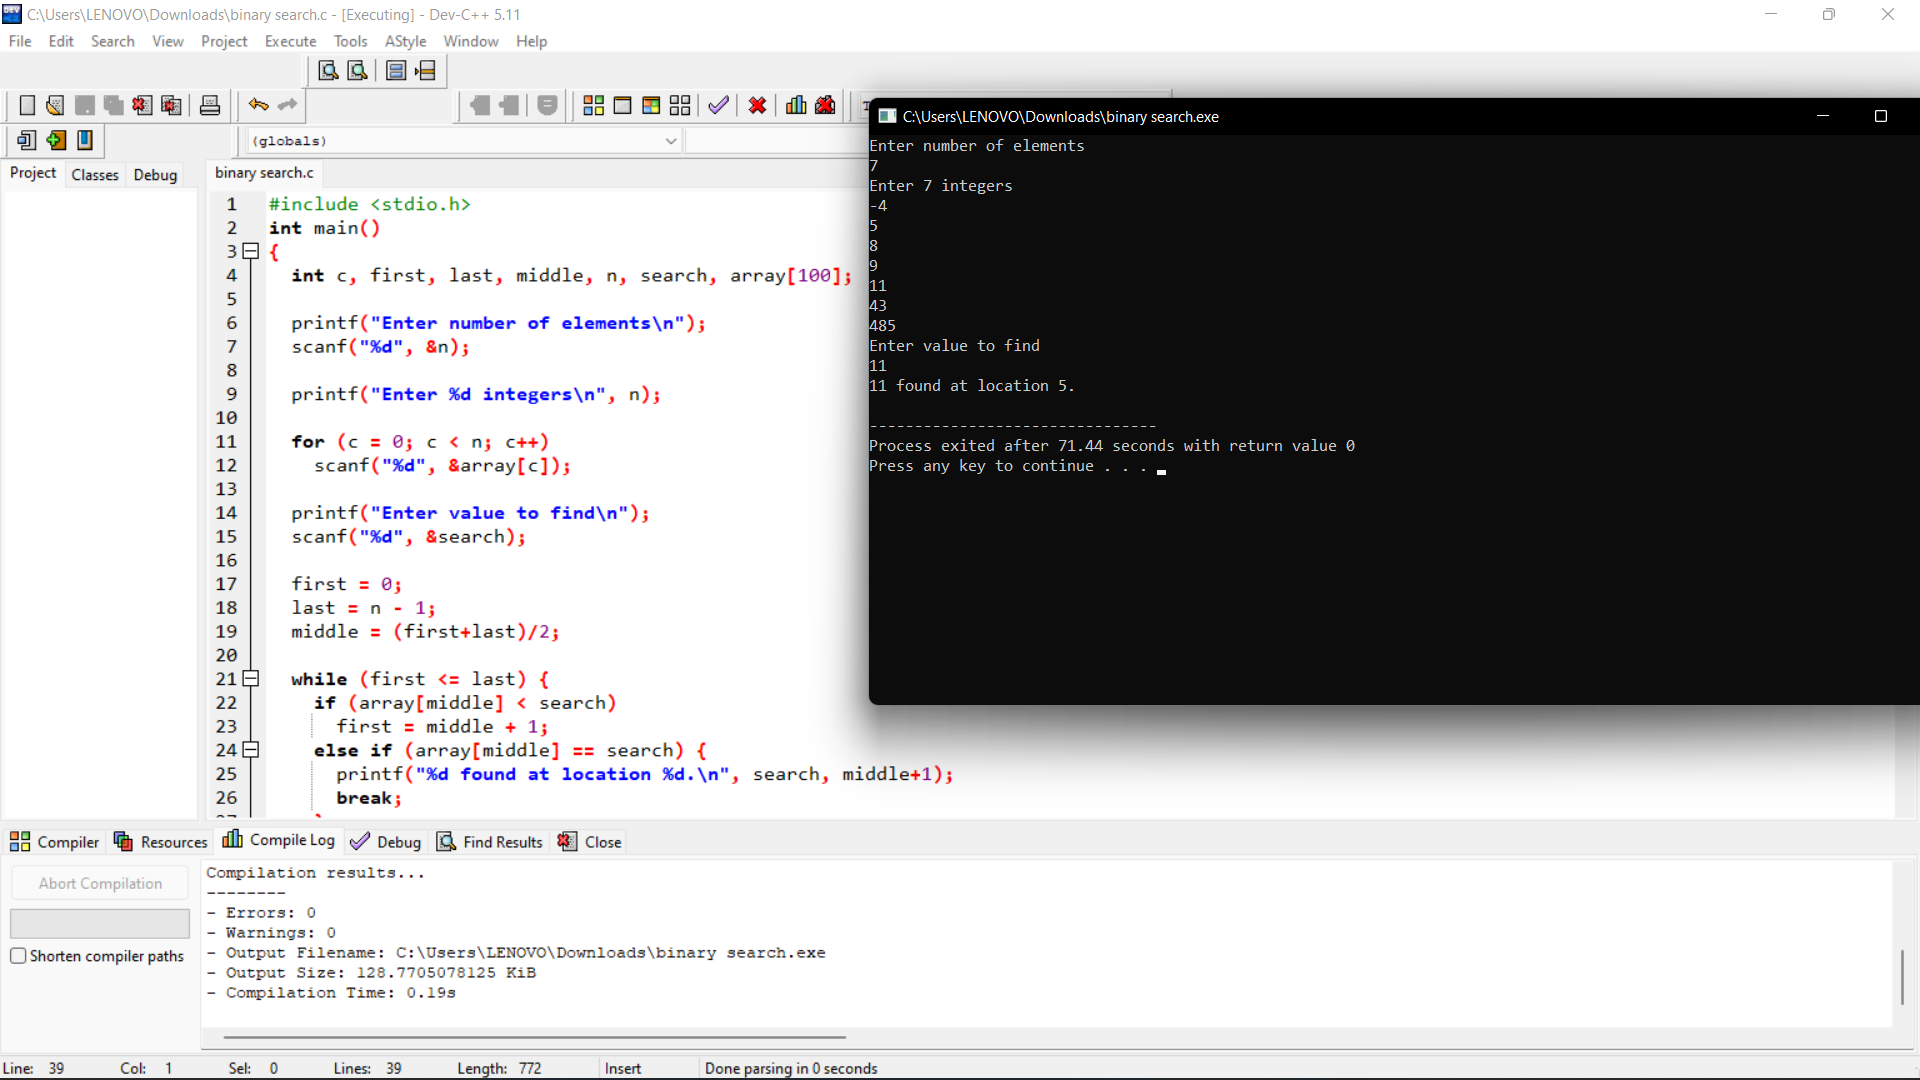 C:\Users\LENOVO\Downloads\binary search.c - [Executing] - Dev-C++ 5.11
File Edit Search View Project Execute Tools AStyle Window Help
(globals)
Project Classes Debug
binary search.c
1 #include <stdio.h>
2 int main()
3 {
4 int c, first, last, middle, n, search, array[100];
5
6 printf("Enter number of elements\n");
7 scanf("%d", &n);
8
9 printf("Enter %d integers\n", n);
10
11 for (c = 0; c < n; c++)
12 scanf("%d", &array[c]);
13
14 printf("Enter value to find\n");
15 scanf("%d", &search);
16
17 first = 0;
18 last = n - 1;
19 middle = (first+last)/2;
20
21 while (first <= last) {
22 if (array[middle] < search)
23 first = middle + 1;
24 else if (array[middle] == search) {
25 printf("%d found at location %d.\n", search, middle+1);
26 break;
C:\Users\LENOVO\Downloads\binary search.exe
Enter number of elements
7
Enter 7 integers
-4
5
8
9
11
43
485
Enter value to find
11
11 found at location 5.
--------------------------------
Process exited after 71.44 seconds with return value 0
Press any key to continue . . .
Compiler Resources Compile Log Debug Find Results Close
Abort Compilation
Shorten compiler paths
Compilation results...
--------
- Errors: 0
- Warnings: 0
- Output Filename: C:\Users\LENOVO\Downloads\binary search.exe
- Output Size: 128.7705078125 KiB
- Compilation Time: 0.19s
Line: 39 Col: 1 Sel: 0 Lines: 39 Length: 772 Insert Done parsing in 0 seconds